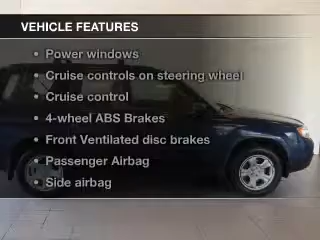 VEHICLE FEATURES
• Power windows
• Cruise controls on steering wheel
• Cruise control
• 4-wheel ABS Brakes
• Front Ventilated disc brakes
• Passenger Airbag
• Side airbag